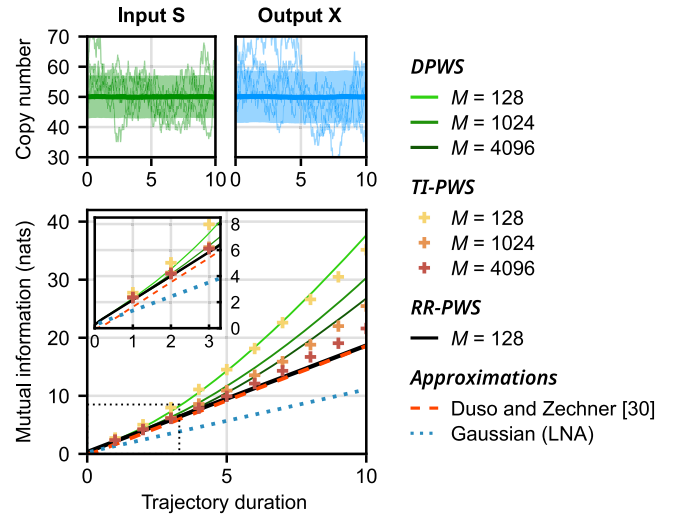 Input S
Output X
Copy number
70
60
50
40
30
0
5
10
0
5
10
DPWS
M = 128
M = 1024
M = 4096
TI-PWS
M = 128
M = 1024
M = 4096
RR-PWS
M = 128
Approximations
Duso and Zechner [30]
Gaussian (LNA)
Mutual information (nats)
40
30
20
10
0
8
6
4
2
0
0
1
2
3
0
5
10
Trajectory duration